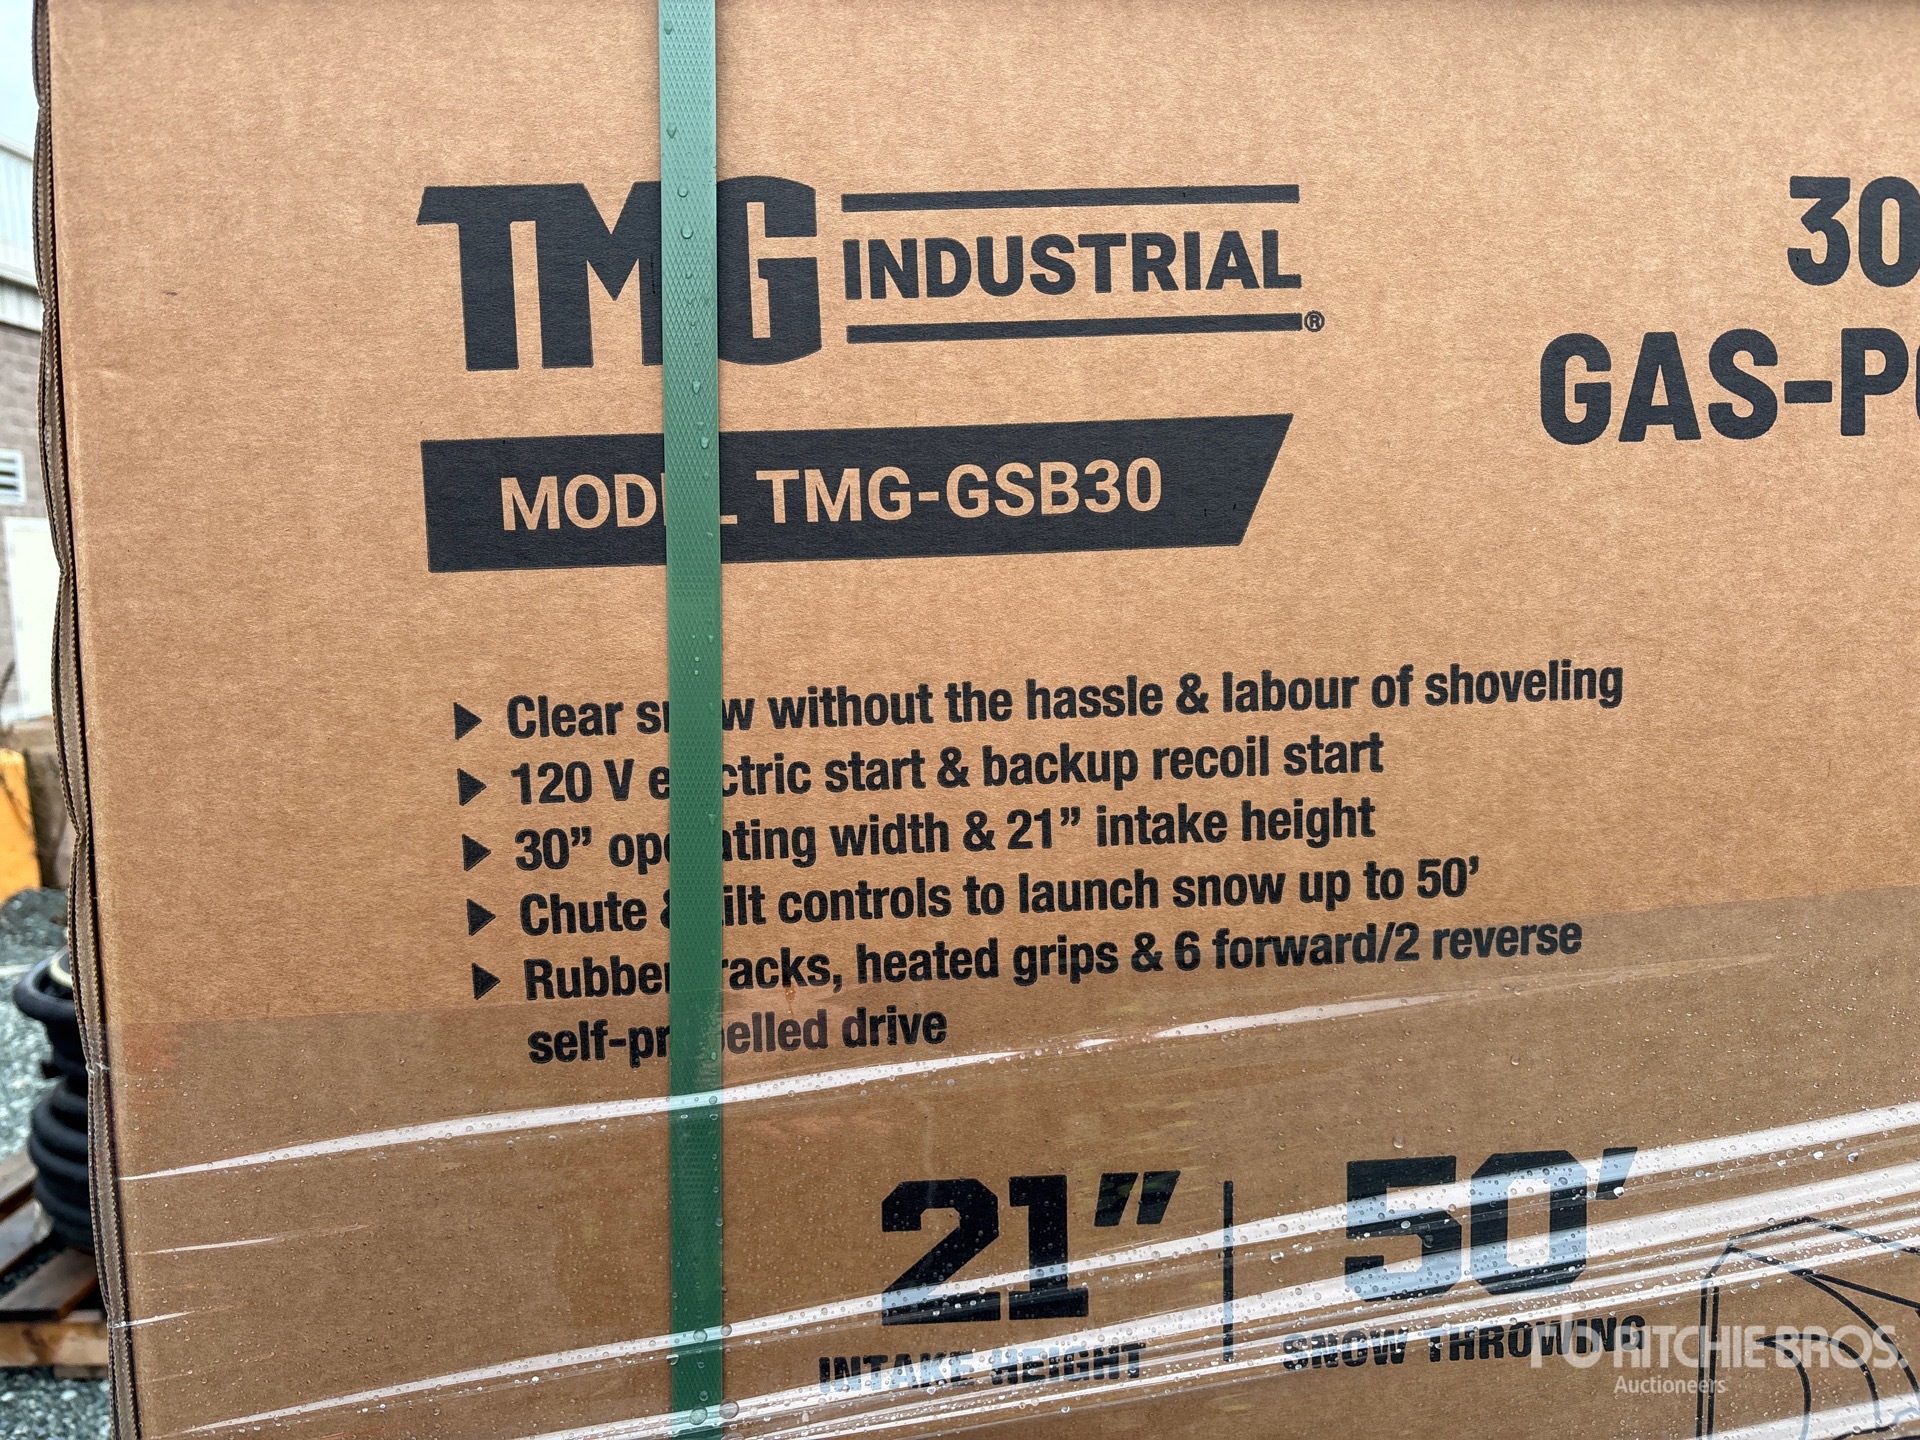 TMG INDUSTRIAL®
30
GAS-P
MODEL TMG-GSB30
▶ Clear snow without the hassle & labour of shoveling
▶ 120 V electric start & backup recoil start
▶ 30” operating width & 21” intake height
▶ Chute & tilt controls to launch snow up to 50’
▶ Rubber tracks, heated grips & 6 forward/2 reverse
self-propelled drive
21” | 50’
INTAKE HEIGHT
SNOW THROWING
RITCHIE BROS.
Auctioneers